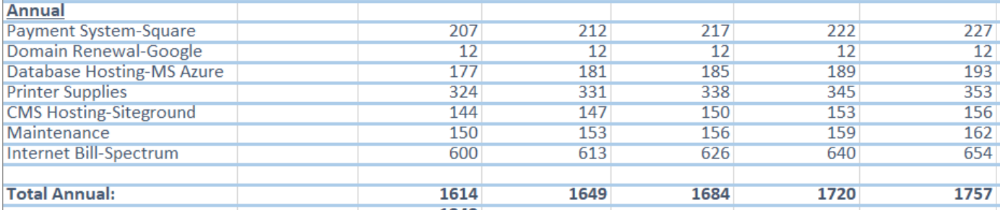 Annual
Payment System-Square 207 212 217 222 227
Domain Renewal-Google 12 12 12 12 12
Database Hosting-MS Azure 177 181 185 189 193
Printer Supplies 324 331 338 345 353
CMS Hosting-Siteground 144 147 150 153 156
Maintenance 150 153 156 159 162
Internet Bill-Spectrum 600 613 626 640 654
Total Annual: 1614 1649 1684 1720 1757